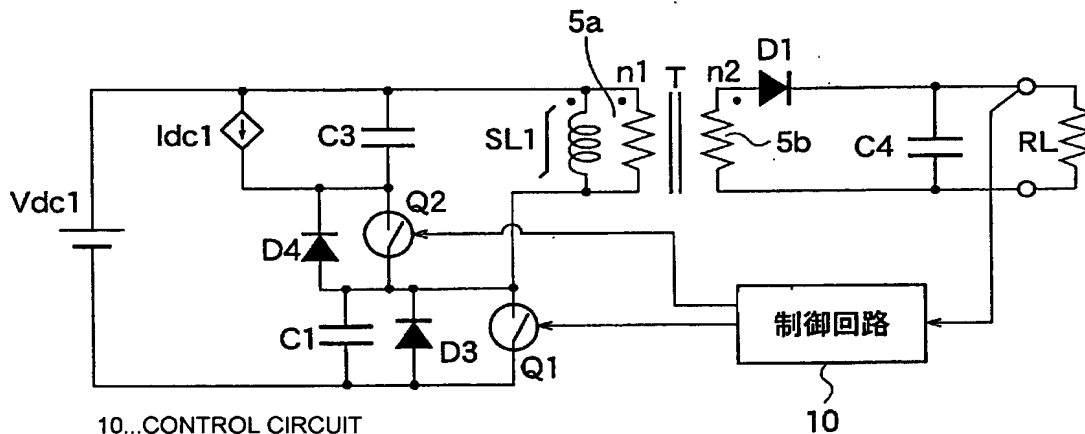 5a
D1
n1
T
n2
Idc1
C3
SL1
5b
C4
RL
Vdc1
Q2
D4
C1
D3
Q1
制御回路
10
10...CONTROL CIRCUIT